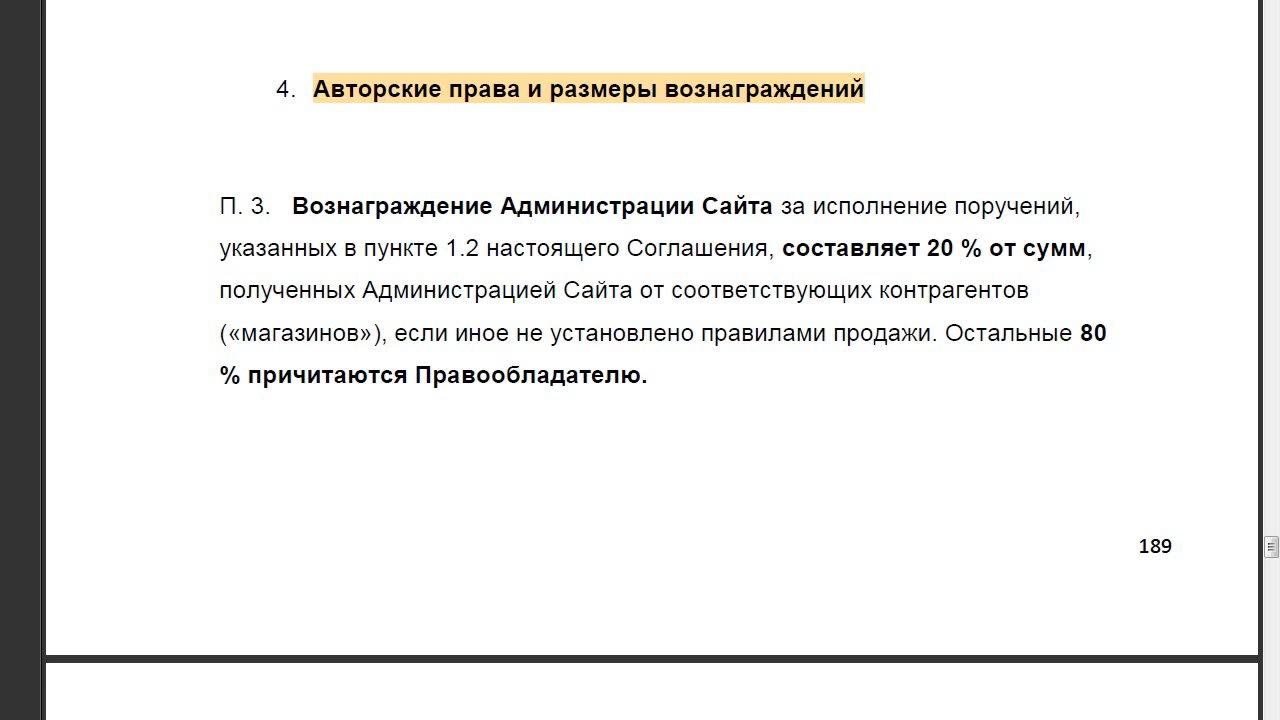 4. Авторские права и размеры вознаграждений
П. 3. Вознаграждение Администрации Сайта за исполнение поручений,
указанных в пункте 1.2 настоящего Соглашения, составляет 20 % от сумм,
полученных Администрацией Сайта от соответствующих контрагентов
(«магазинов»), если иное не установлено правилами продажи. Остальные 80
% причитаются Правообладателю.
189